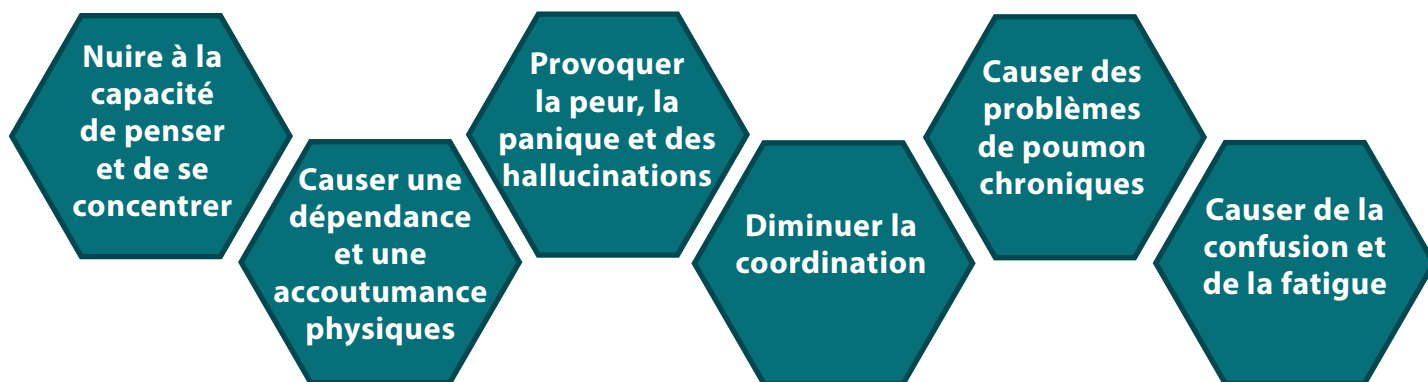 Nuire à la
capacité
de penser
et de se
concentrer
Causer une
dépendance
et une
accoutumance
physiques
Provoquer
la peur, la
panique et des
hallucinations
Diminuer la
coordination
Causer des
problèmes
de poumon
chroniques
Causer de la
confusion et
de la fatigue